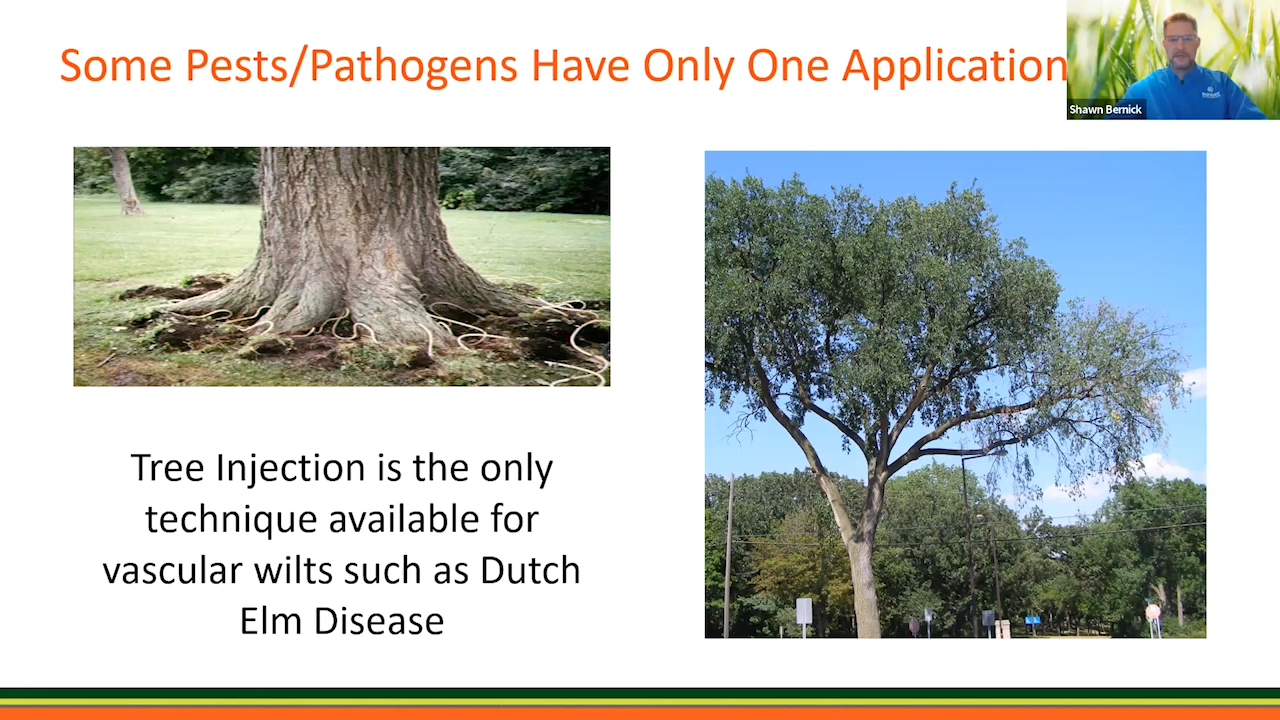 Some Pests/Pathogens Have Only One Application
Shawn Bernick
Tree Injection is the only
technique available for
vascular wilts such as Dutch
Elm Disease